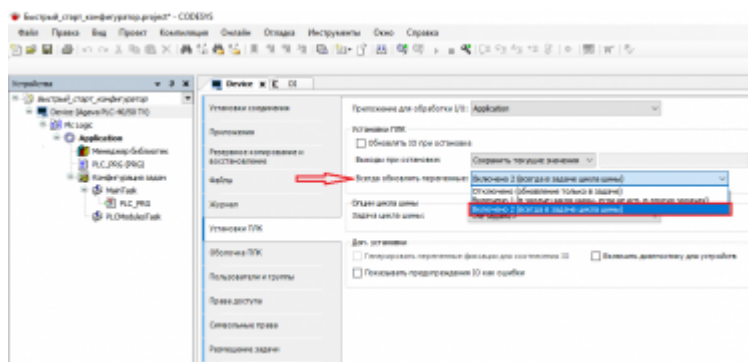 Быстрый_старт_конфигуратор.project* - CODESYS
Файл Правка Вид Проект Компиляция Онлайн Отладка Инструменты Окно Справка
Устройства
Device
Быстрый_старт_конфигуратор
Device (Agava PLC-40/50 TV)
PLC Logic
Application
Менеджер библиотек
PLC_PRG (PRG)
Конфигурация задач
MainTask
PLC_PRG
PLModulesTask
Установки соединения
Приложения
Резервное копирование и восстановление
Файлы
Журнал
Установки ПЛК
Оболочка ПЛК
Пользователи и группы
Права доступа
Символьные права
Размещение задачи
Приложение для обработки I/O: Application
Установки ПЛК
Обновлять IO при останове
Выходы при останове: Сохранить текущие значения
Всегда обновлять переменные: Включено 2 (всегда в задаче цикла шины)
Отключено (обновление только в задаче)
Включено 2 (всегда в задаче цикла шины)
Опции цикла шины
Задача цикла шины:
Доп. установки
Генерировать переменные фиксации для соотнесения IO
Включить диагностику для устройств
Показывать предупреждения IO как ошибки